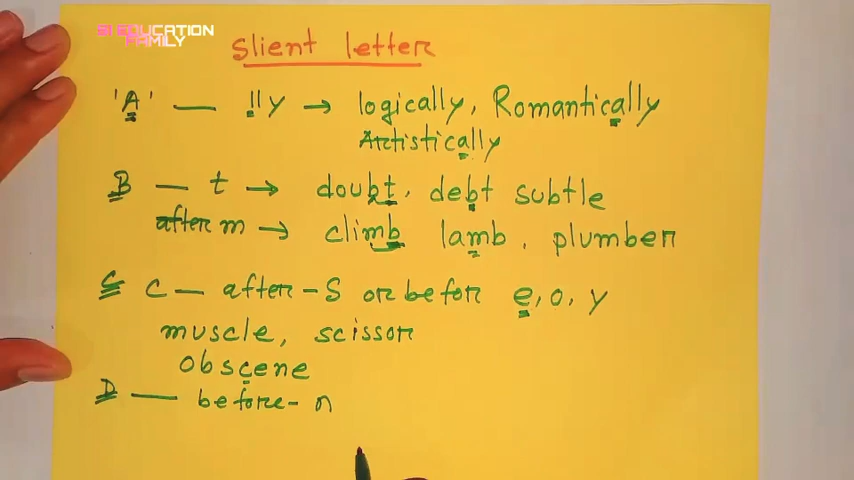 SI EDUCATION
FAMILY
Slient letter
'A' — lly → logically, Romantically
Artistically
B — t → doubt, debt subtle
after m → climb lamb, plumber
C c — after - S or befor e, o, y
muscle, scissor
obscene
D — before - n